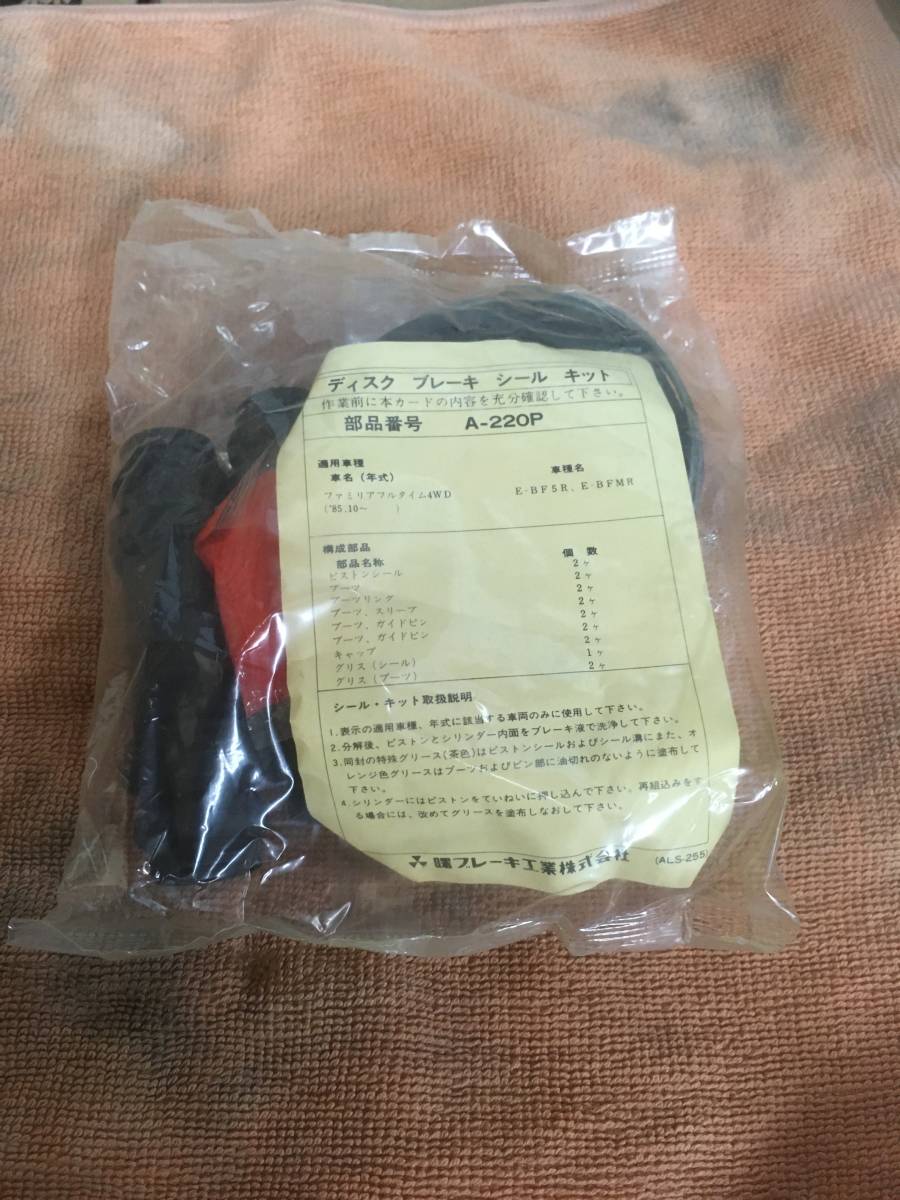 ディスク ブレーキ シール キット
作業前に本カードの内容を充分確認して下さい。
部品番号 A-220P
適用車種
車名（年式） 車種名
ファミリアフルタイム4WD E-BF5R、E-BFMR
('85.10～ )
構成部品
部品名称 個数
ピストンシール 2ヶ
ブーツ 2ヶ
ブーツリング 2ヶ
ブーツ、スリーブ 2ヶ
ブーツ、ガイドピン 2ヶ
ブーツ、ガイドピン 2ヶ
キャップ 2ヶ
グリス（シール） 1ヶ
グリス（ブーツ） 2ヶ
シール・キット取扱説明
1.表示の適用車種、年式に該当する車両のみに使用して下さい。
2.分解後、ピストンとシリンダー内面をブレーキ液で洗浄して下さい。
3.同封の特殊グリース(茶色)はピストンシールおよびシール溝にまた、オ
レンジ色グリースはブーツおよびピン部に油切れのないように塗布して
下さい。
4.シリンダーにはピストンをていねいに押し込んで下さい。再組込みをす
る場合には、改めてグリースを塗布しなおして下さい。
曙ブレーキ工業株式会社 (ALS-255)